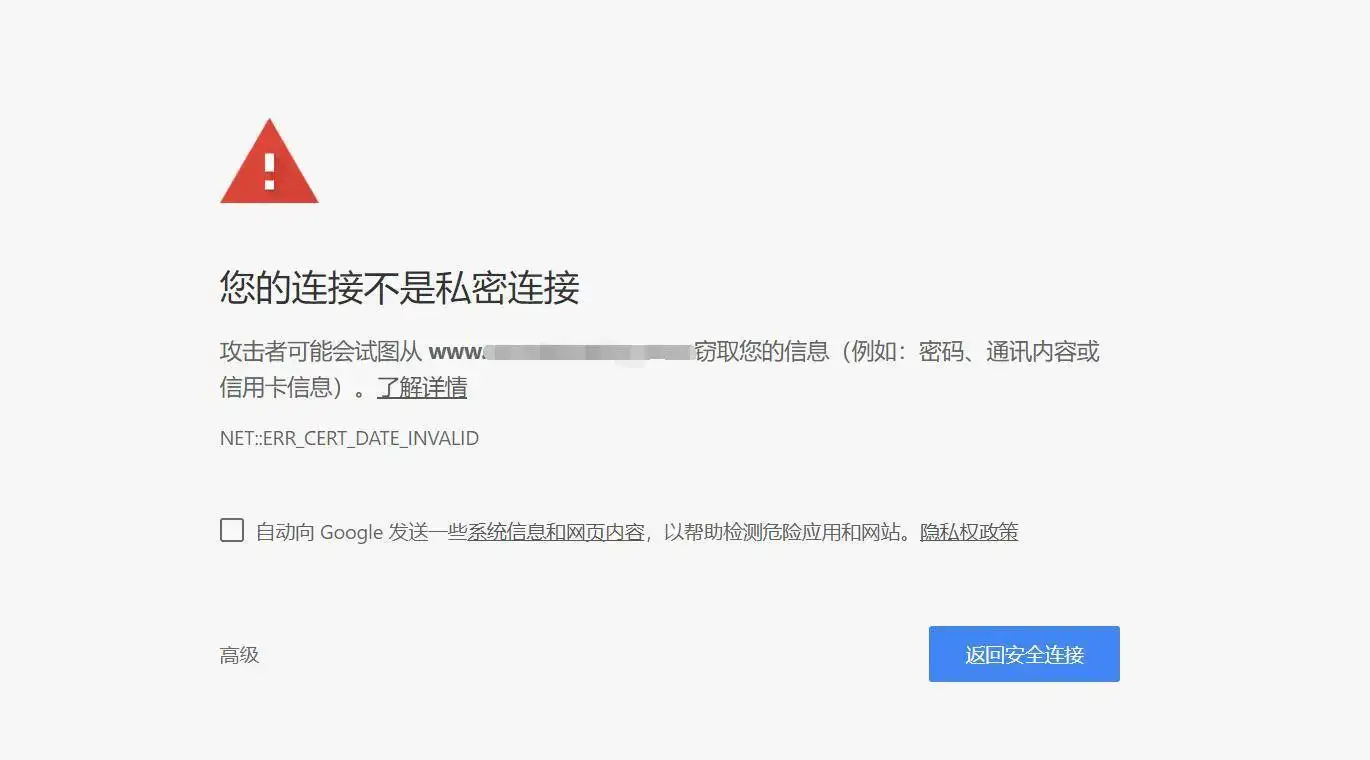 您的连接不是私密连接
攻击者可能会试图从 www. 窃取您的信息（例如：密码、通讯内容或
信用卡信息）。了解详情
NET::ERR_CERT_DATE_INVALID
自动向 Google 发送一些系统信息和网页内容，以帮助检测危险应用和网站。隐私权政策
高级
返回安全连接